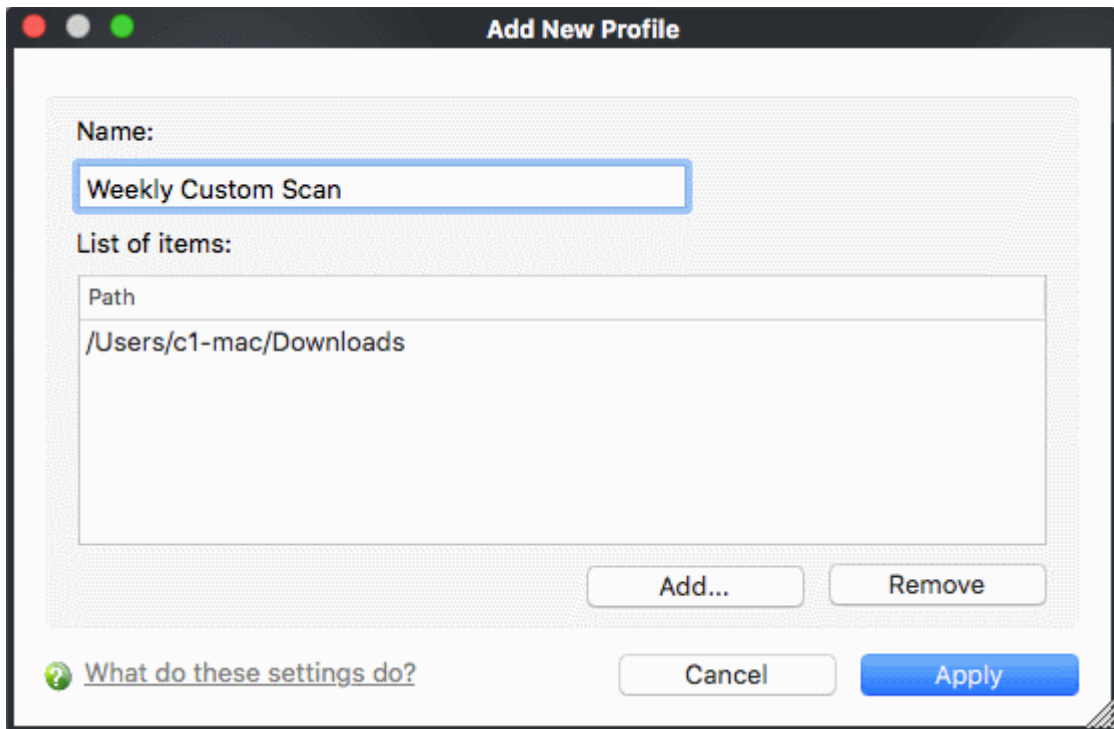 Add New Profile
Name:
Weekly Custom Scan
List of items:
Path
/Users/c1-mac/Downloads
Add...
Remove
What do these settings do?
Cancel
Apply